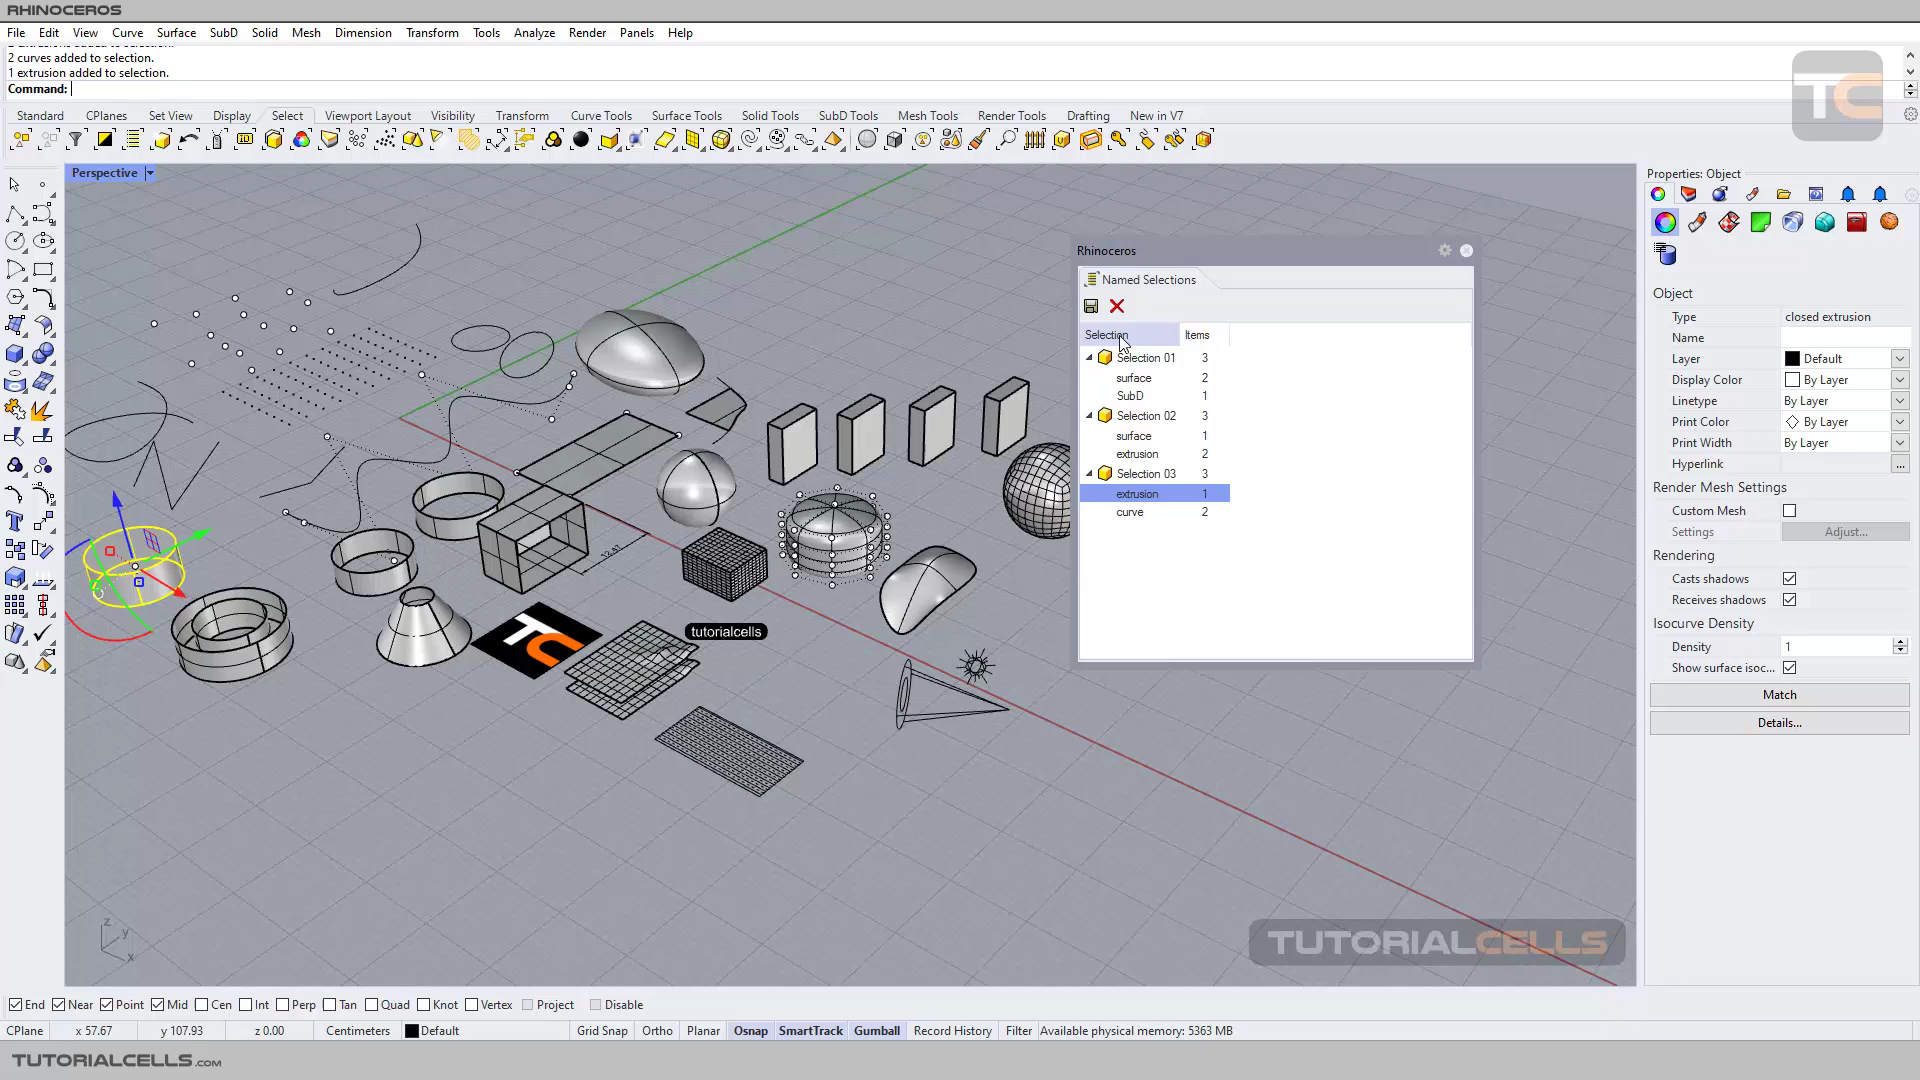 RHINOCEROS
File Edit View Curve Surface SubD Solid Mesh Dimension Transform Tools Analyze Render Panels Help
2 curves added to selection.
1 extrusion added to selection.
Command:
TC
Standard CPlanes Set View Display Select Viewport Layout Visibility Transform Curve Tools Surface Tools Solid Tools SubD Tools Mesh Tools Render Tools Drafting New in V7
Perspective
Rhinoceros
Named Selections
Selection Items
Selection 01 3
surface 2
SubD 1
Selection 02 3
surface 1
extrusion 2
Selection 03 3
extrusion 1
curve 2
TC
tutorialcells
z
y
x
Properties: Object
Object
Type closed extrusion
Name
Layer Default
Display Color By Layer
Linetype By Layer
Print Color By Layer
Print Width By Layer
Hyperlink ...
Render Mesh Settings
Custom Mesh
Settings Adjust...
Rendering
Casts shadows
Receives shadows
Isocurve Density
Density 1
Show surface isoc...
Match
Details...
TUTORIALCELLS
End Near Point Mid Cen Int Perp Tan Quad Knot Vertex Project Disable
CPlane x 57.67 y 107.93 z 0.00 Centimeters Default Grid Snap Ortho Planar Osnap SmartTrack Gumball Record History Filter Available physical memory: 5363 MB
TUTORIALCELLS.COM